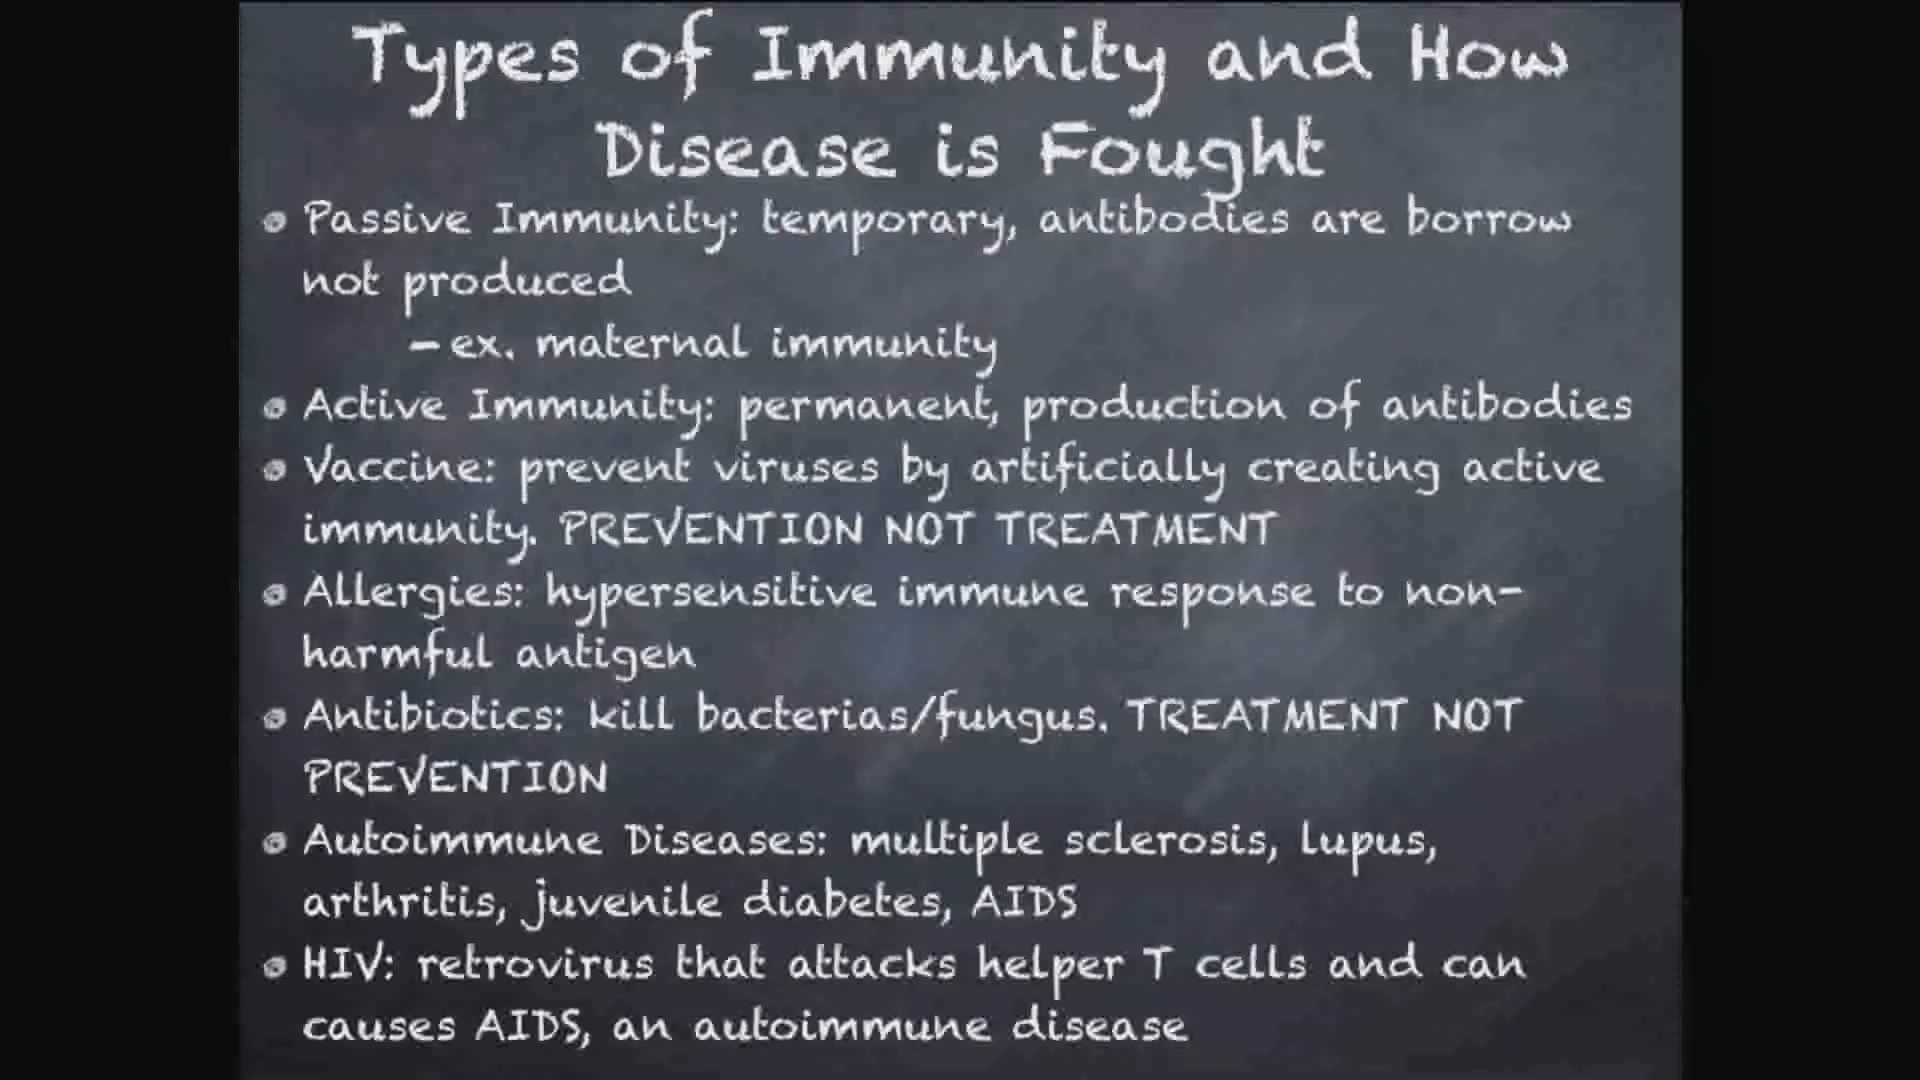 Types of Immunity and How
Disease is Fought
Passive Immunity: temporary, antibodies are borrow
not produced
– ex. maternal immunity
Active Immunity: permanent, production of antibodies
Vaccine: prevent viruses by artificially creating active
immunity. PREVENTION NOT TREATMENT
Allergies: hypersensitive immune response to non-
harmful antigen
Antibiotics: kill bacterias/fungus. TREATMENT NOT
PREVENTION
Autoimmune Diseases: multiple sclerosis, lupus,
arthritis, juvenile diabetes, AIDS
HIV: retrovirus that attacks helper T cells and can
causes AIDS, an autoimmune disease